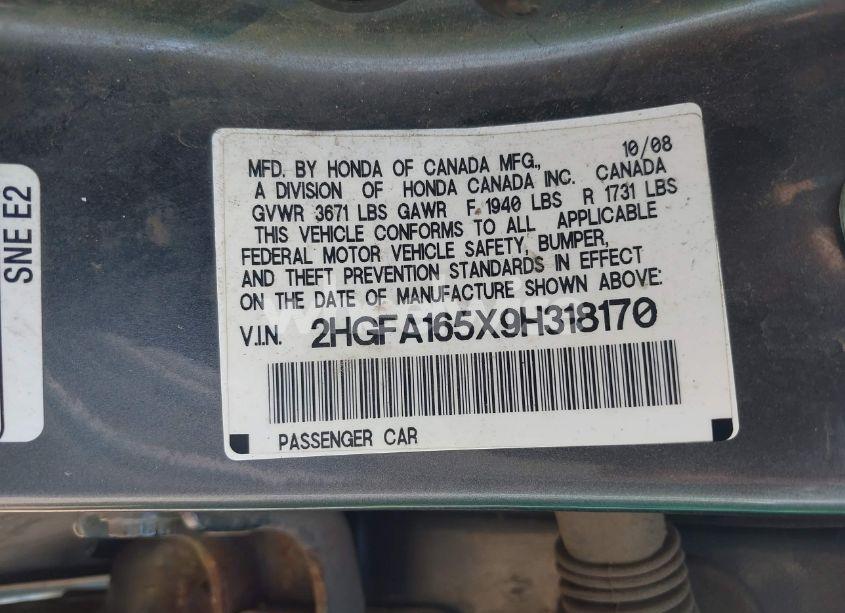 SNE E2
10/08
MFD. BY HONDA OF CANADA MFG.,
A DIVISION OF HONDA CANADA INC. CANADA
GVWR 3671 LBS GAWR F 1940 LBS R 1731 LBS
THIS VEHICLE CONFORMS TO ALL APPLICABLE
FEDERAL MOTOR VEHICLE SAFETY, BUMPER,
AND THEFT PREVENTION STANDARDS IN EFFECT
ON THE DATE OF MANUFACTURE SHOWN ABOVE:
V.I.N. 2HGFA165X9H318170
PASSENGER CAR